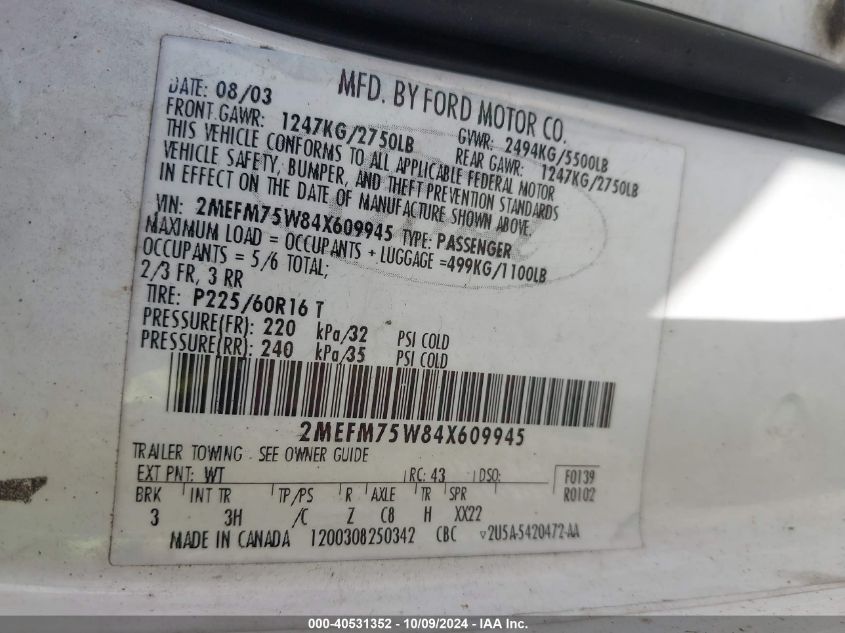 MFD. BY FORD MOTOR CO.
DATE: 08/03 GVWR: 2494KG/5500LB
FRONT GAWR: 1247KG/2750LB REAR GAWR: 1247KG/2750LB
THIS VEHICLE CONFORMS TO ALL APPLICABLE FEDERAL MOTOR
VEHICLE SAFETY, BUMPER, AND THEFT PREVENTION STANDARDS
IN EFFECT ON THE DATE OF MANUFACTURE SHOWN ABOVE.
VIN: 2MEFM75W84X609945 TYPE: PASSENGER
MAXIMUM LOAD = OCCUPANTS + LUGGAGE =499KG/1100LB
OCCUPANTS = 5/6 TOTAL;
2/3 FR, 3 RR
TIRE: P225/60R16 T
PRESSURE(FR): 220 kPa/32 PSI COLD
PRESSURE(RR): 240 kPa/35 PSI COLD
2MEFM75W84X609945
TRAILER TOWING - SEE OWNER GUIDE
EXT PNT: WT RC: 43 DSO: F0139
R0102
BRK INT TR TP/PS R AXLE TR SPR
3 3H /C Z C8 H XX22
MADE IN CANADA 1200308250342 CBC ▽2U5A-5420472-AA
000-40531352 - 10/09/2024 - IAA Inc.